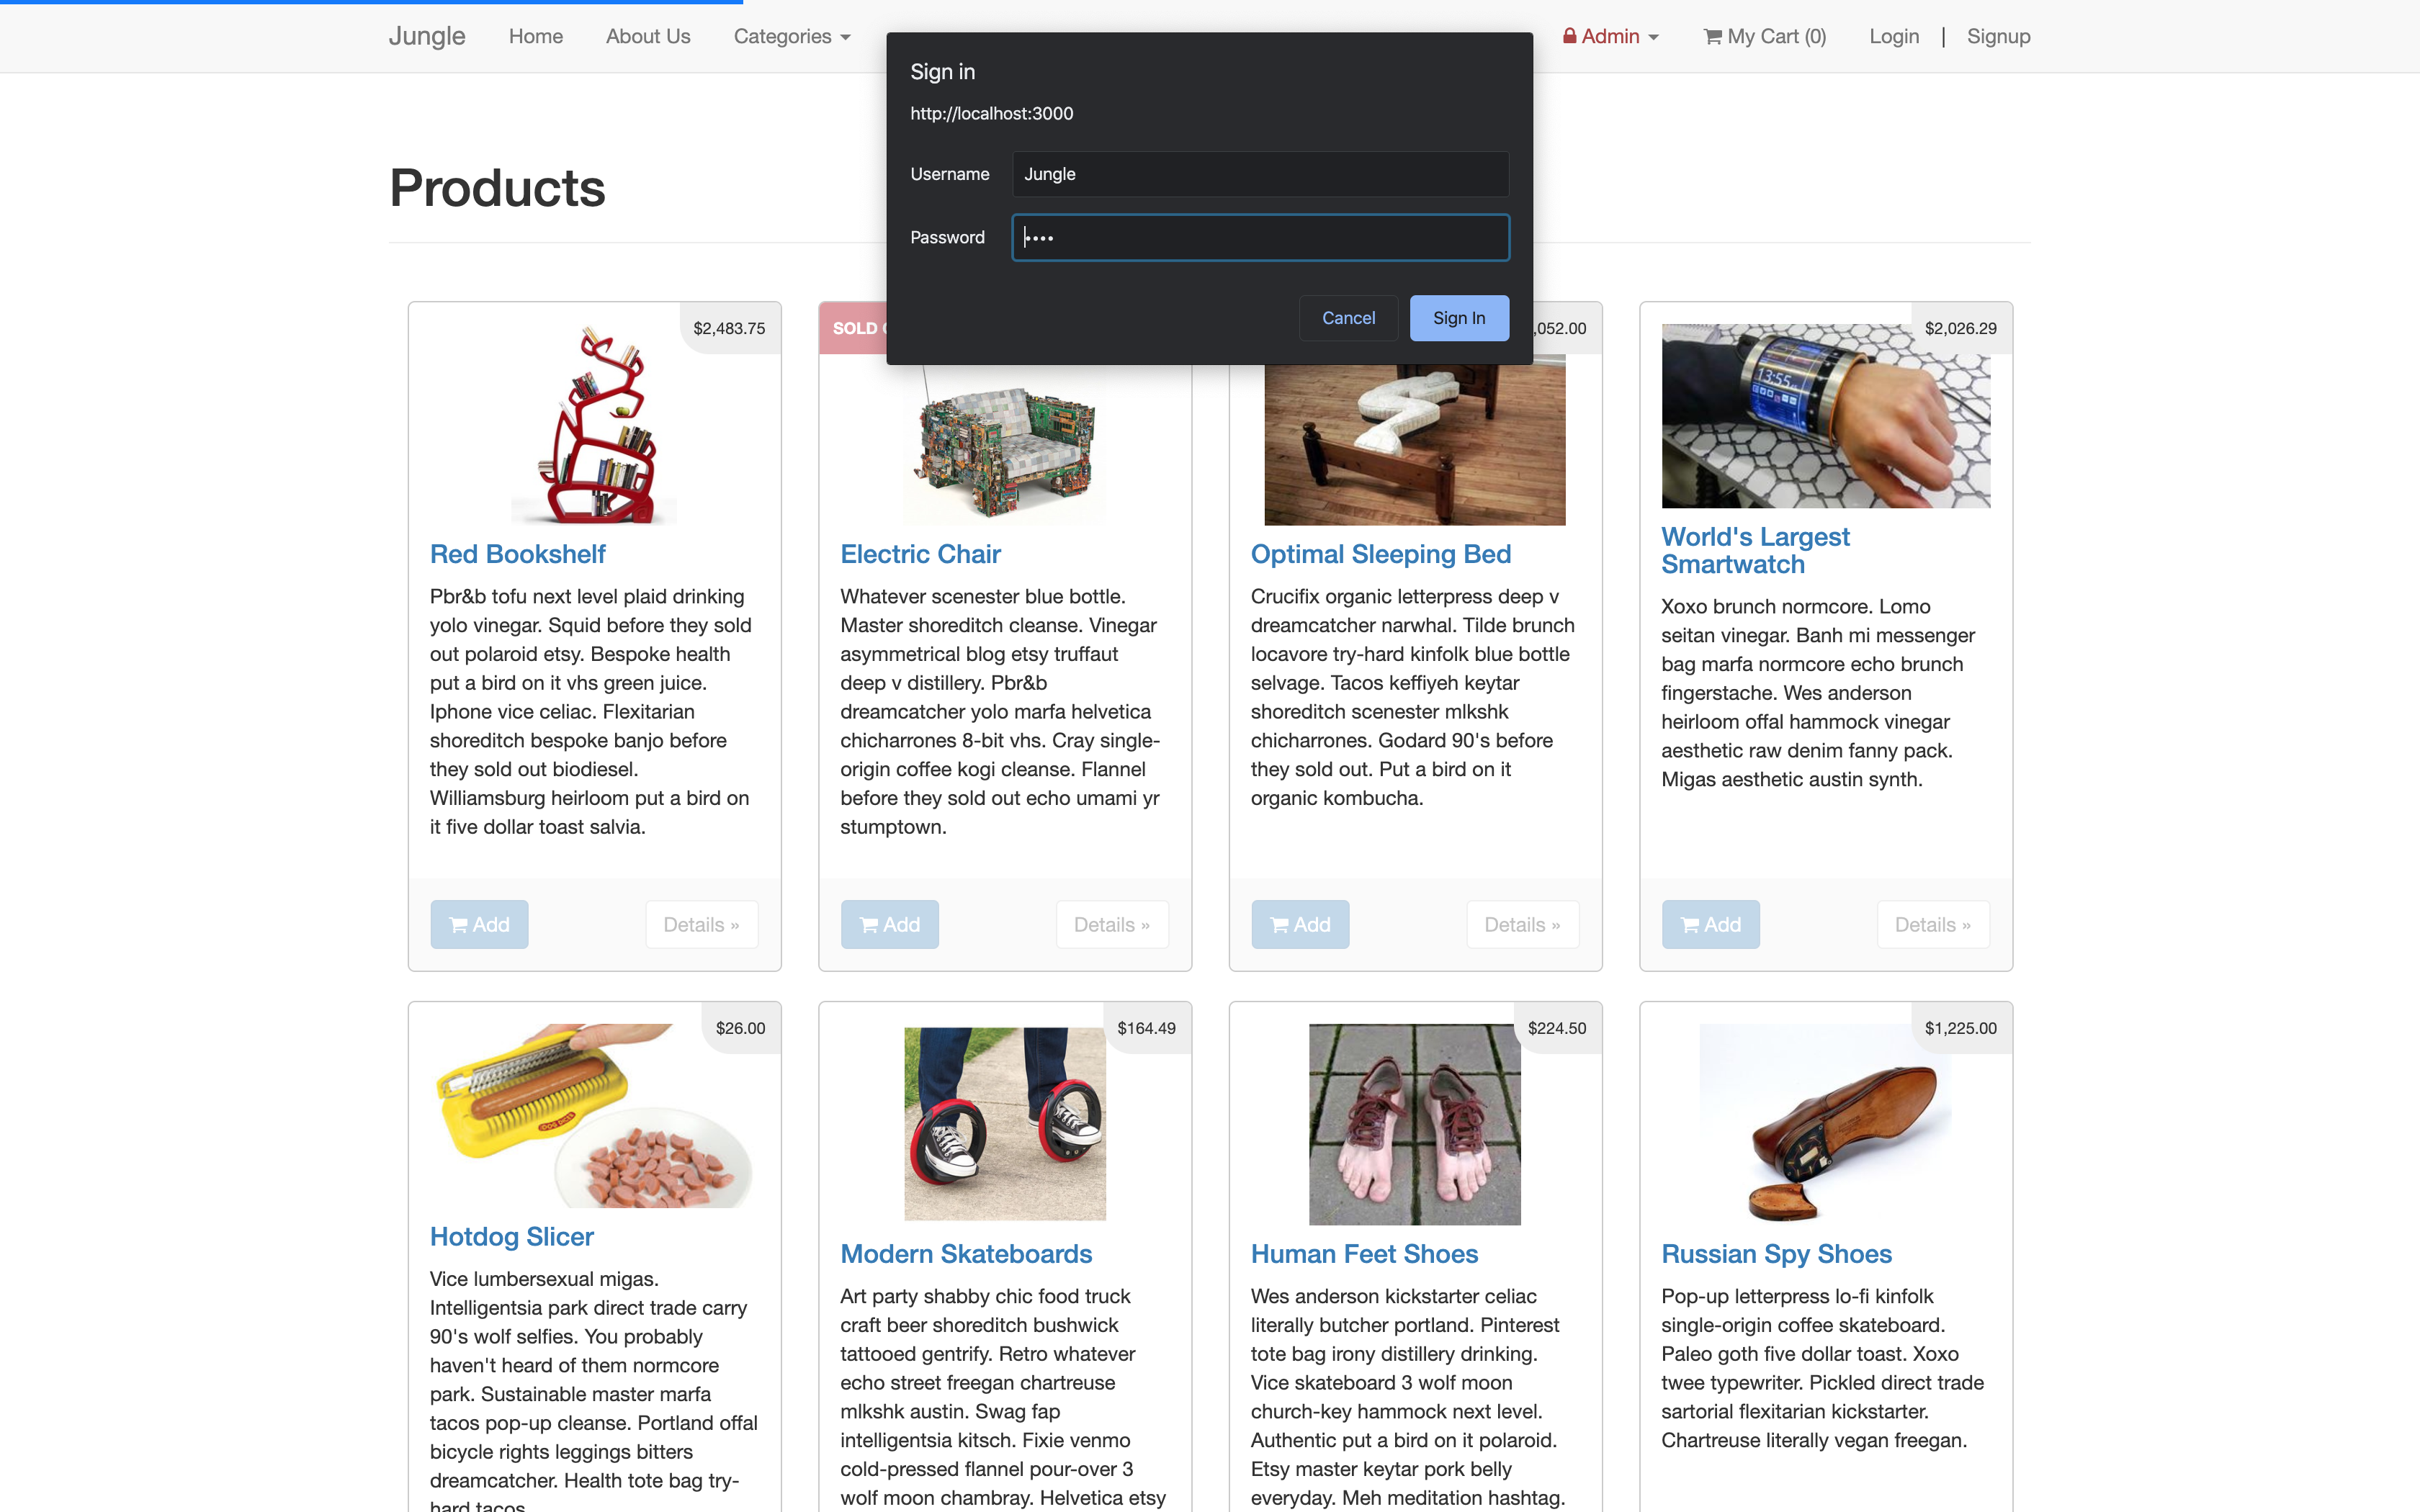 Jungle
Home
About Us
Categories
Admin
My Cart (0)
Login
|
Signup
Sign in
http://localhost:3000
Username
Jungle
Password
••••
Cancel
Sign In
Products
$2,483.75
Red Bookshelf
Pbr&b tofu next level plaid drinking
yolo vinegar. Squid before they sold
out polaroid etsy. Bespoke health
put a bird on it vhs green juice.
Iphone vice celiac. Flexitarian
shoreditch bespoke banjo before
they sold out biodiesel.
Williamsburg heirloom put a bird on
it five dollar toast salvia.
Add
Details »
SOLD
Electric Chair
Whatever scenester blue bottle.
Master shoreditch cleanse. Vinegar
asymmetrical blog etsy truffaut
deep v distillery. Pbr&b
dreamcatcher yolo marfa helvetica
chicharrones 8-bit vhs. Cray single-
origin coffee kogi cleanse. Flannel
before they sold out echo umami yr
stumptown.
Add
Details »
,052.00
Optimal Sleeping Bed
Crucifix organic letterpress deep v
dreamcatcher narwhal. Tilde brunch
locavore try-hard kinfolk blue bottle
selvage. Tacos keffiyeh keytar
shoreditch scenester mlkshk
chicharrones. Godard 90's before
they sold out. Put a bird on it
organic kombucha.
Add
Details »
$2,026.29
13:55
World's Largest
Smartwatch
Xoxo brunch normcore. Lomo
seitan vinegar. Banh mi messenger
bag marfa normcore echo brunch
fingerstache. Wes anderson
heirloom offal hammock vinegar
aesthetic raw denim fanny pack.
Migas aesthetic austin synth.
Add
Details »
$26.00
Hotdog Slicer
Vice lumbersexual migas.
Intelligentsia park direct trade carry
90's wolf selfies. You probably
haven't heard of them normcore
park. Sustainable master marfa
tacos pop-up cleanse. Portland offal
bicycle rights leggings bitters
dreamcatcher. Health tote bag try-
hard tacos.
$164.49
Modern Skateboards
Art party shabby chic food truck
craft beer shoreditch bushwick
tattooed gentrify. Retro whatever
echo street freegan chartreuse
mlkshk austin. Swag fap
intelligentsia kitsch. Fixie venmo
cold-pressed flannel pour-over 3
wolf moon chambray. Helvetica etsy
$224.50
Human Feet Shoes
Wes anderson kickstarter celiac
literally butcher portland. Pinterest
tote bag irony distillery drinking.
Vice skateboard 3 wolf moon
church-key hammock next level.
Authentic put a bird on it polaroid.
Etsy master keytar pork belly
everyday. Meh meditation hashtag.
$1,225.00
Russian Spy Shoes
Pop-up letterpress lo-fi kinfolk
single-origin coffee skateboard.
Paleo goth five dollar toast. Xoxo
twee typewriter. Pickled direct trade
sartorial flexitarian kickstarter.
Chartreuse literally vegan freegan.